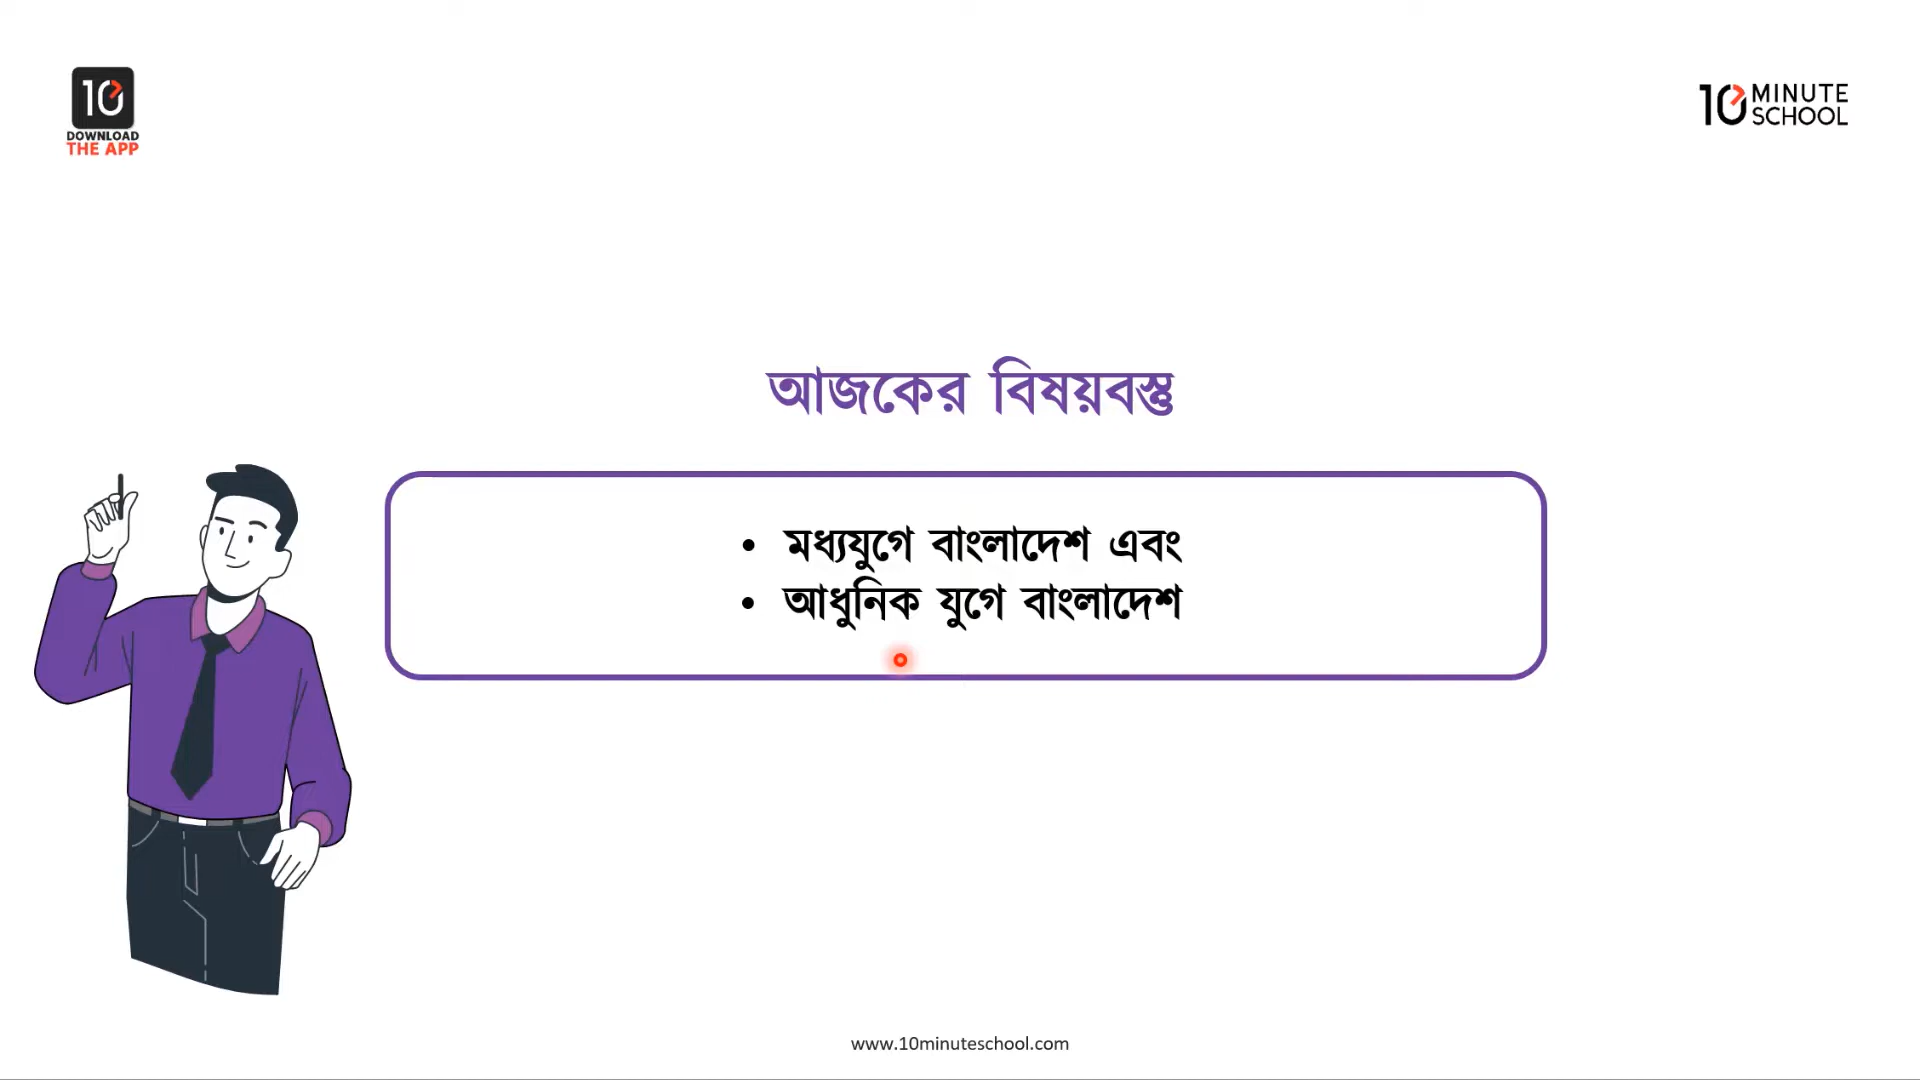 10
DOWNLOAD
THE APP
10 MINUTE
SCHOOL
আজকের বিষয়বস্তু
• মধ্যযুগে বাংলাদেশ এবং
• আধুনিক যুগে বাংলাদেশ
www.10minuteschool.com